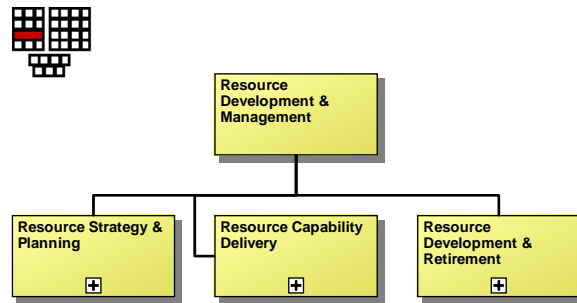 Resource
Development &
Management
Resource Strategy &
Planning
Resource Capability
Delivery
Resource
Development &
Retirement